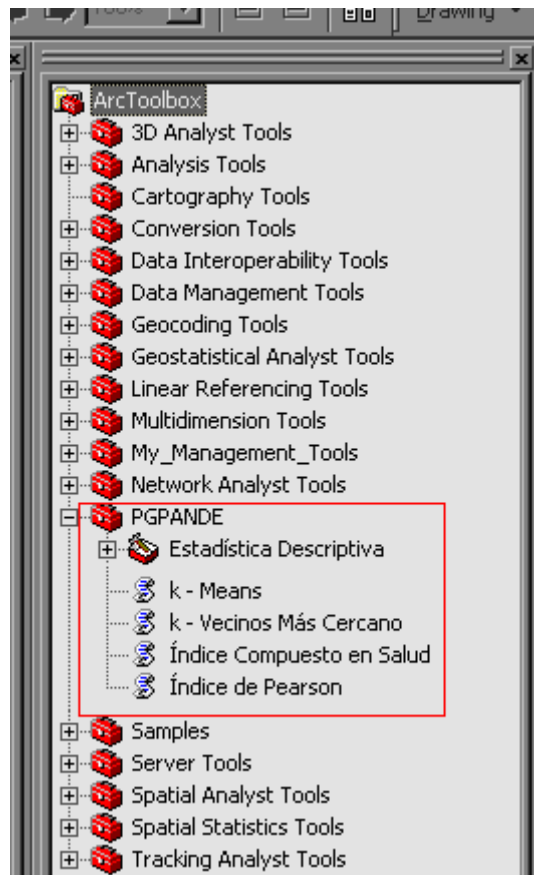 Drawing
ArcToolbox
3D Analyst Tools
Analysis Tools
Cartography Tools
Conversion Tools
Data Interoperability Tools
Data Management Tools
Geocoding Tools
Geostatistical Analyst Tools
Linear Referencing Tools
Multidimension Tools
My_Management_Tools
Network Analyst Tools
PGPANDE
Estadística Descriptiva
k - Means
k - Vecinos Más Cercano
Índice Compuesto en Salud
Índice de Pearson
Samples
Server Tools
Spatial Analyst Tools
Spatial Statistics Tools
Tracking Analyst Tools